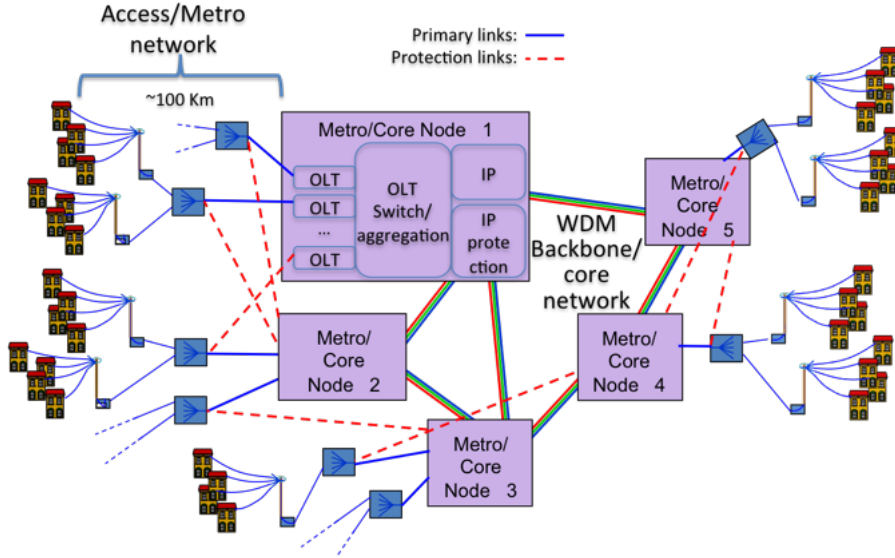 Access/Metro
network
~100 Km
Primary links:
Protection links:
Metro/Core Node 1
OLT
OLT
...
OLT
OLT
Switch/
aggregation
IP
IP
prote
ction
WDM
Backbone/
core
network
Metro/
Core
Node 5
Metro/
Core
Node 2
Metro/
Core
Node 4
Metro/
Core
Node 3